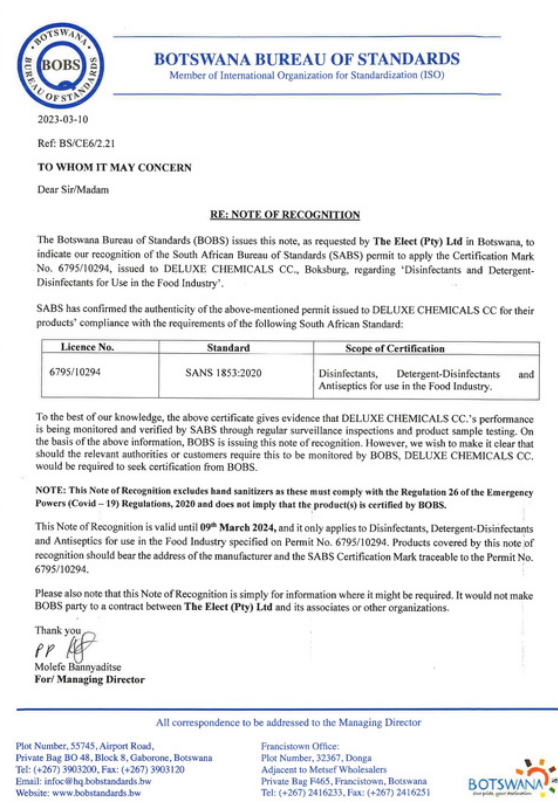 BOTSWANA
BOBS
BUREAU OF STANDARDS
BOTSWANA BUREAU OF STANDARDS
Member of International Organization for Standardization (ISO)
2023-03-10
Ref: BS/CE6/2.21
TO WHOM IT MAY CONCERN
Dear Sir/Madam
RE: NOTE OF RECOGNITION
The Botswana Bureau of Standards (BOBS) issues this note, as requested by The Elect (Pty) Ltd in Botswana, to
indicate our recognition of the South African Bureau of Standards (SABS) permit to apply the Certification Mark
No. 6795/10294, issued to DELUXE CHEMICALS CC., Boksburg, regarding ‘Disinfectants and Detergent-
Disinfectants for Use in the Food Industry’.
SABS has confirmed the authenticity of the above-mentioned permit issued to DELUXE CHEMICALS CC for their
products’ compliance with the requirements of the following South African Standard:
Licence No. Standard Scope of Certification
6795/10294 SANS 1853:2020 Disinfectants, Detergent-Disinfectants and
Antiseptics for use in the Food Industry.
To the best of our knowledge, the above certificate gives evidence that DELUXE CHEMICALS CC.’s performance
is being monitored and verified by SABS through regular surveillance inspections and product sample testing. On
the basis of the above information, BOBS is issuing this note of recognition. However, we wish to make it clear that
should the relevant authorities or customers require this to be monitored by BOBS, DELUXE CHEMICALS CC.
would be required to seek certification from BOBS.
NOTE: This Note of Recognition excludes hand sanitizers as these must comply with the Regulation 26 of the Emergency
Powers (Covid – 19) Regulations, 2020 and does not imply that the product(s) is certified by BOBS.
This Note of Recognition is valid until 09th March 2024, and it only applies to Disinfectants, Detergent-Disinfectants
and Antiseptics for use in the Food Industry specified on Permit No. 6795/10294. Products covered by this note of
recognition should bear the address of the manufacturer and the SABS Certification Mark traceable to the Permit No.
6795/10294.
Please also note that this Note of Recognition is simply for information where it might be required. It would not make
BOBS party to a contract between The Elect (Pty) Ltd and its associates or other organizations.
Thank you
PP
Molefe Bannyaditse
For/ Managing Director
All correspondence to be addressed to the Managing Director
Plot Number, 55745, Airport Road,
Private Bag BO 48, Block 8, Gaborone, Botswana
Tel: (+267) 3903200, Fax: (+267) 3903120
Email: infoc@hq.bobstandards.bw
Website: www.bobstandards.bw
Francistown Office:
Plot Number, 32367, Donga
Adjacent to Metsef Wholesalers
Private Bag F465, Francistown, Botswana
Tel: (+267) 2416233, Fax: (+267) 2416251
BOTSWANA
Our pride, your destination